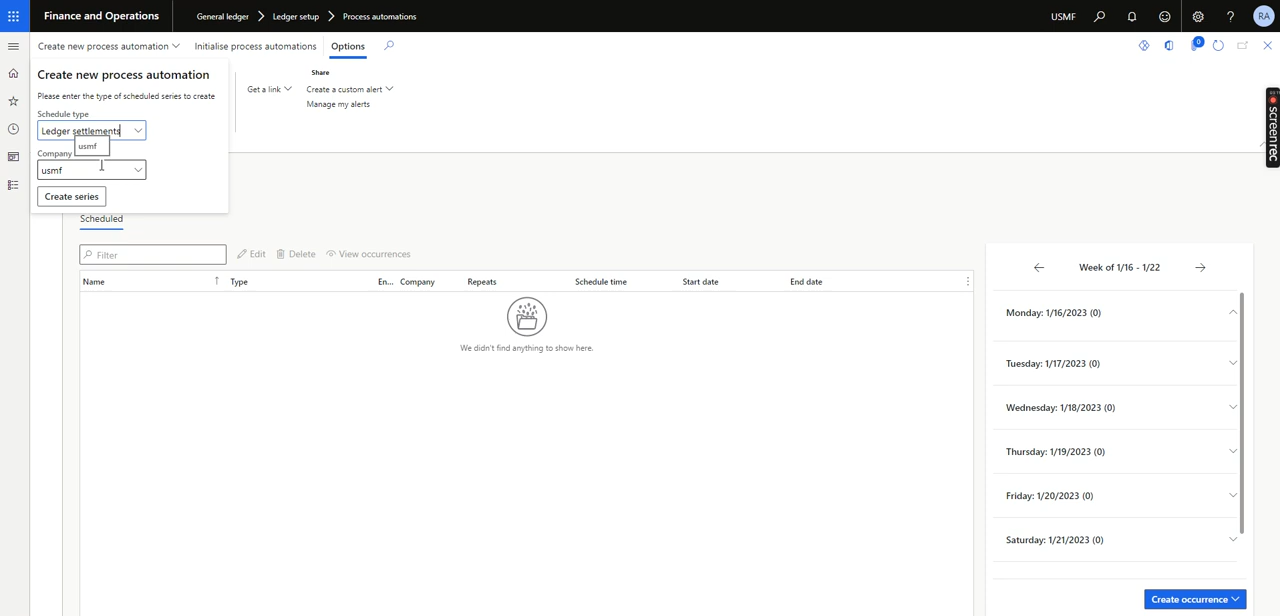 Finance and Operations
General ledger
Ledger setup
Process automations
USMF
RA
Create new process automation
Initialise process automations
Options
0
Create new process automation
Please enter the type of scheduled series to create
Schedule type
Ledger settlements
usmf
Company
usmf
Create series
Get a link
Share
Create a custom alert
Manage my alerts
screenrec
Scheduled
Filter
Edit
Delete
View occurrences
Name
Type
En...
Company
Repeats
Schedule time
Start date
End date
We didn't find anything to show here.
Week of 1/16 - 1/22
Monday: 1/16/2023 (0)
Tuesday: 1/17/2023 (0)
Wednesday: 1/18/2023 (0)
Thursday: 1/19/2023 (0)
Friday: 1/20/2023 (0)
Saturday: 1/21/2023 (0)
Create occurrence